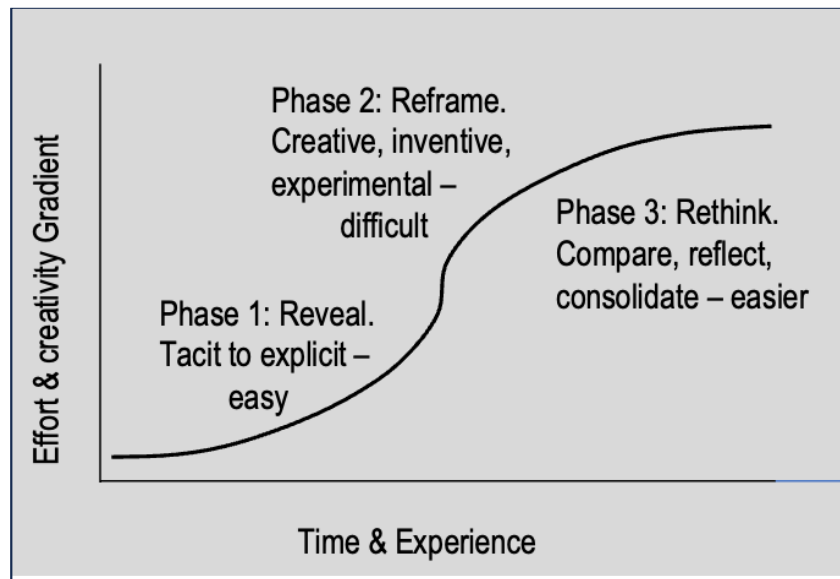 Phase 2: Reframe.
Creative, inventive,
experimental –
difficult
Phase 3: Rethink.
Compare, reflect,
consolidate – easier
Phase 1: Reveal.
Tacit to explicit –
easy
Effort & creativity Gradient
Time & Experience